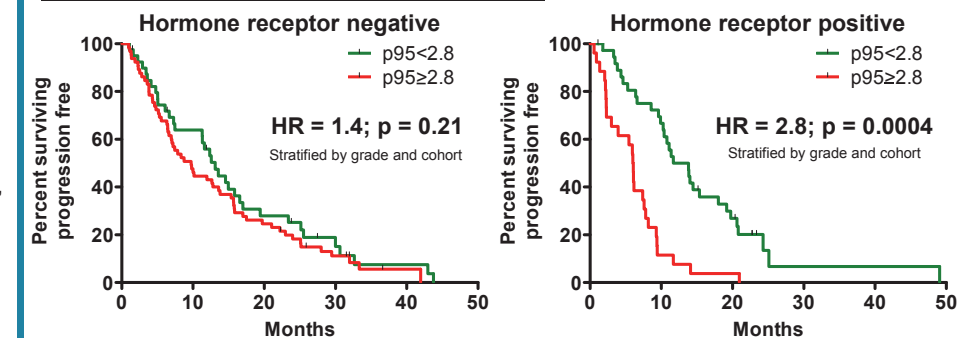 Hormone receptor negative
Percent surviving
progression free
100
80
60
40
20
0
p95<2.8
p95≥2.8
HR = 1.4; p = 0.21
Stratified by grade and cohort
0 10 20 30 40 50
Months
Hormone receptor positive
Percent surviving
progression free
100
80
60
40
20
0
p95<2.8
p95≥2.8
HR = 2.8; p = 0.0004
Stratified by grade and cohort
0 10 20 30 40 50
Months